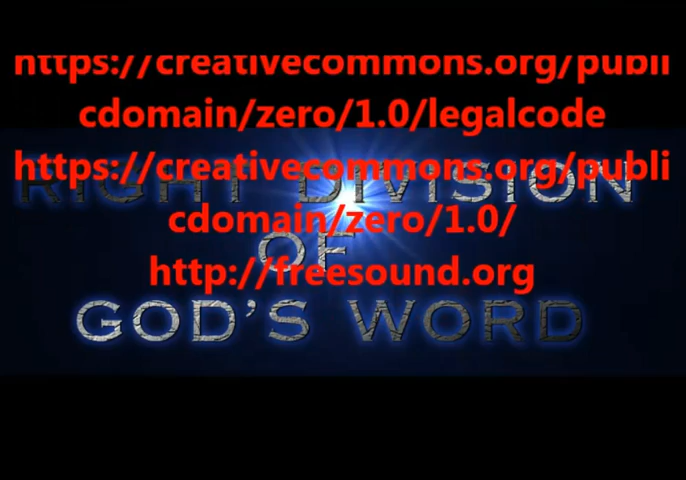 https://creativecommons.org/publi
cdomain/zero/1.0/legalcode
https://creativecommons.org/publi
RIGHT DIVISION
cdomain/zero/1.0/
OF
http://freesound.org
GOD'S WORD